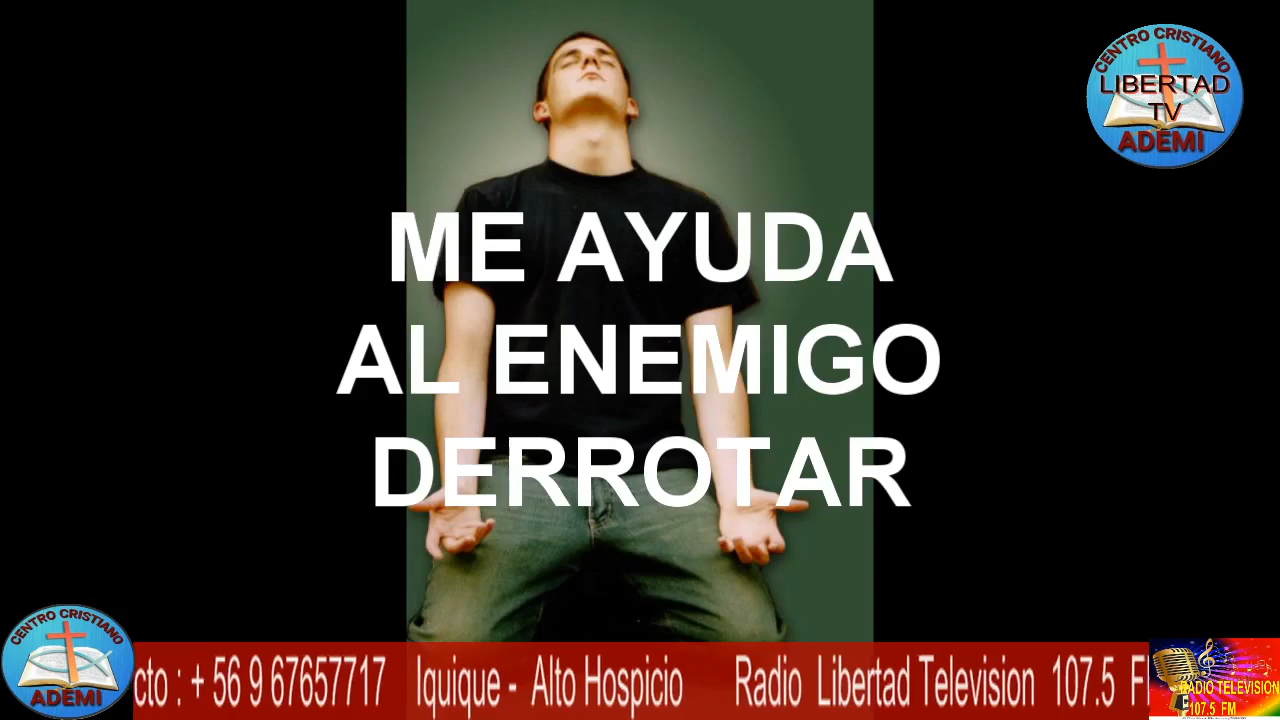 CENTRO CRISTIANO
LIBERTAD
TV
ADEMI
ME AYUDA
AL ENEMIGO
DERROTAR
CENTRO CRISTIANO
ADEMI
cto : + 56 9 67657717 Iquique - Alto Hospicio Radio Libertad Television 107.5 F
RADIO TELEVISION
107.5 FM